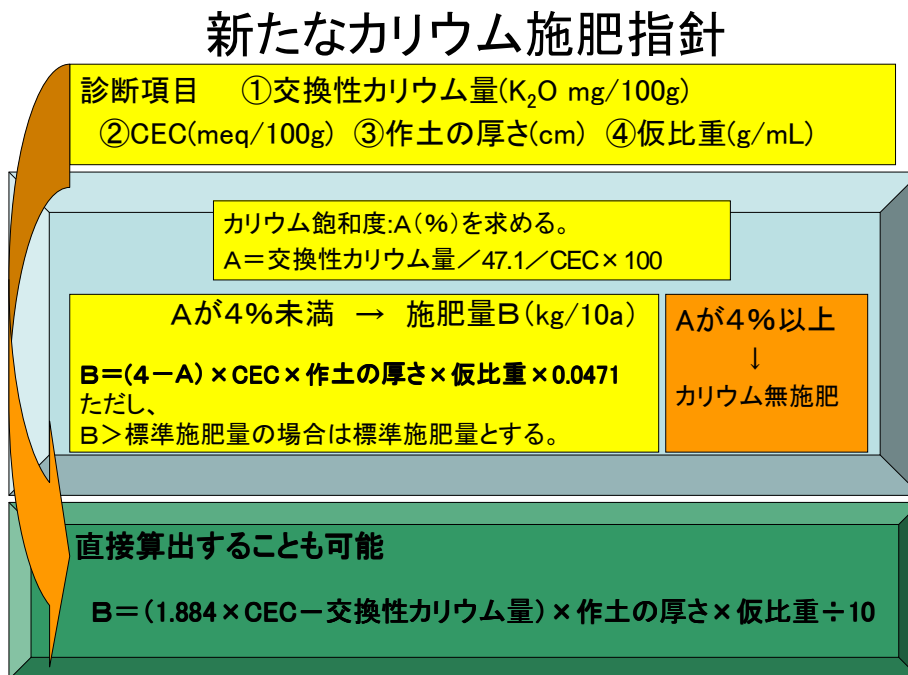 新たなカリウム施肥指針
診断項目　①交換性カリウム量(K₂O mg/100g)
②CEC(meq/100g) ③作土の厚さ(cm) ④仮比重(g/mL)
カリウム飽和度:A(%)を求める。
A=交換性カリウム量/47.1/CEC×100
Aが4%未満 → 施肥量B(kg/10a)
B=(4-A)×CEC×作土の厚さ×仮比重×0.0471
ただし、
B>標準施肥量の場合は標準施肥量とする。
Aが4%以上
↓
カリウム無施肥
直接算出することも可能
B=(1.884×CEC-交換性カリウム量)×作土の厚さ×仮比重÷10